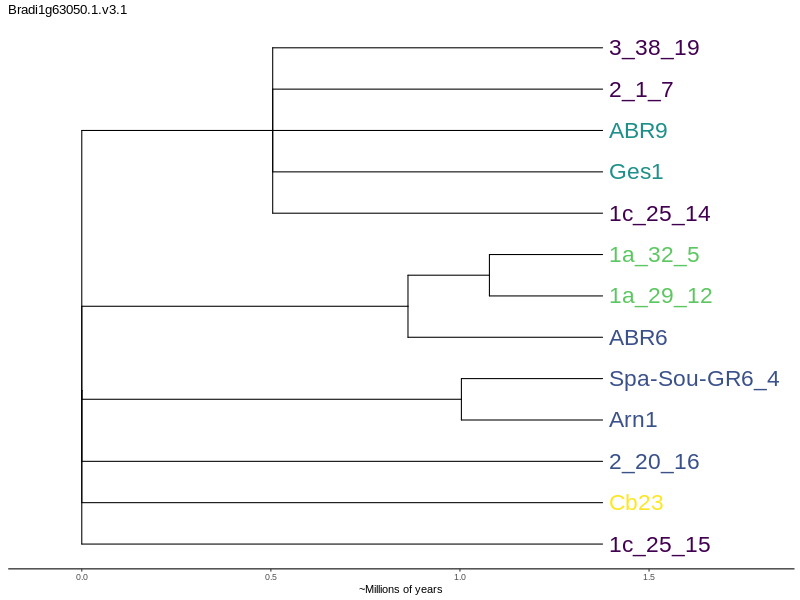 Bradi1g63050.1.v3.1
3_38_19
2_1_7
ABR9
Ges1
1c_25_14
1a_32_5
1a_29_12
ABR6
Spa-Sou-GR6_4
Arn1
2_20_16
Cb23
1c_25_15
0.0 0.5 1.0 1.5
~Millions of years